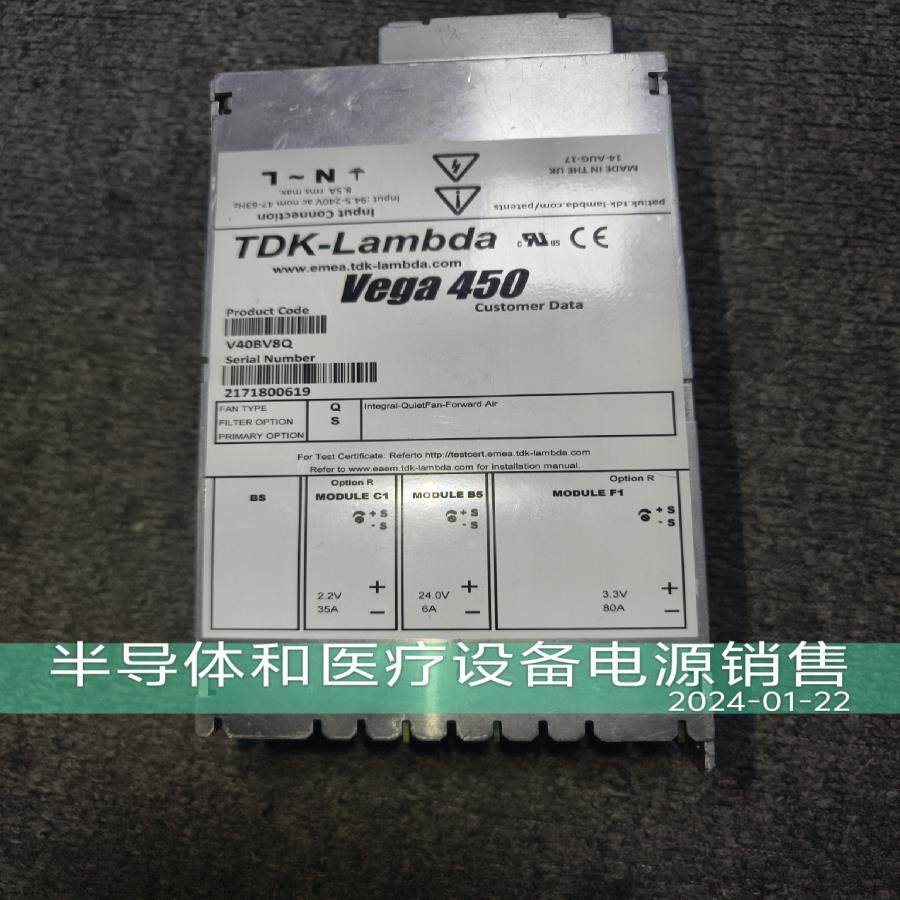 Input Connection
Input :94.5-240V ac nom 47-63Hz
8.5A rms max.
N ~ L
pat:uk.tdk-lambda.com/patents
MADE IN THE UK
14-AUG-17
TDK-Lambda
c RU us CE
www.emea.tdk-lambda.com
Vega 450
Customer Data
Product Code
V40BV8Q
Serial Number
2171800619
FAN TYPE Q Integral-QuietFan-Forward Air
FILTER OPTION S
PRIMARY OPTION
For Test Certificate: Referto http://testcert.emea.tdk-lambda.com
Refer to www.eaem.tdk-lambda.com for installation manual.
BS
Option R
MODULE C1
+ S
- S
2.2V +
35A −
MODULE B5
+ S
- S
24.0V +
6A −
Option R
MODULE F1
+ S
- S
3.3V +
80A −
半导体和医疗设备电源销售
2024-01-22